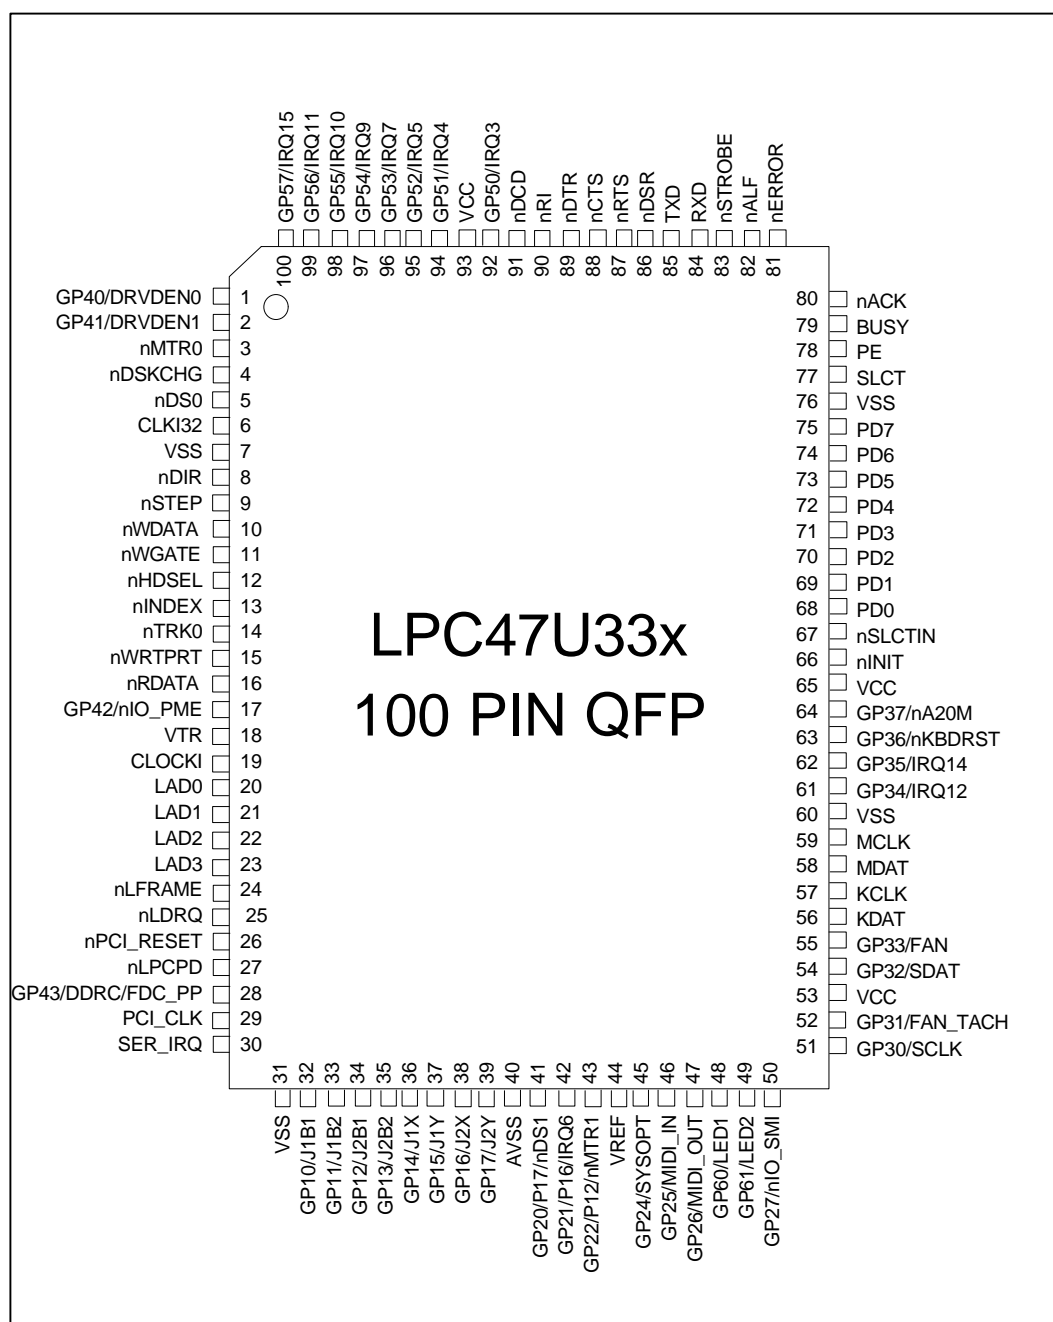 GP57/IRQ15
GP56/IRQ11
GP55/IRQ10
GP54/IRQ9
GP53/IRQ7
GP52/IRQ5
GP51/IRQ4
VCC
GP50/IRQ3
nDCD
nRI
nDTR
nCTS
nRTS
nDSR
TXD
RXD
nSTROBE
nALF
nERROR
100
99
98
97
96
95
94
93
92
91
90
89
88
87
86
85
84
83
82
81
GP40/DRVDEN0 1
GP41/DRVDEN1 2
nMTR0 3
nDSKCHG 4
nDS0 5
CLKI32 6
VSS 7
nDIR 8
nSTEP 9
nWDATA 10
nWGATE 11
nHDSEL 12
nINDEX 13
nTRK0 14
nWRTPRT 15
nRDATA 16
GP42/nIO_PME 17
VTR 18
CLOCKI 19
LAD0 20
LAD1 21
LAD2 22
LAD3 23
nLFRAME 24
nLDRQ 25
nPCI_RESET 26
nLPCPD 27
GP43/DDRC/FDC_PP 28
PCI_CLK 29
SER_IRQ 30
LPC47U33x
100 PIN QFP
80 nACK
79 BUSY
78 PE
77 SLCT
76 VSS
75 PD7
74 PD6
73 PD5
72 PD4
71 PD3
70 PD2
69 PD1
68 PD0
67 nSLCTIN
66 nINIT
65 VCC
64 GP37/nA20M
63 GP36/nKBDRST
62 GP35/IRQ14
61 GP34/IRQ12
60 VSS
59 MCLK
58 MDAT
57 KCLK
56 KDAT
55 GP33/FAN
54 GP32/SDAT
53 VCC
52 GP31/FAN_TACH
51 GP30/SCLK
31
32
33
34
35
36
37
38
39
40
41
42
43
44
45
46
47
48
49
50
VSS
GP10/J1B1
GP11/J1B2
GP12/J2B1
GP13/J2B2
GP14/J1X
GP15/J1Y
GP16/J2X
GP17/J2Y
AVSS
GP20/P17/nDS1
GP21/P16/IRQ6
GP22/P12/nMTR1
VREF
GP24/SYSOPT
GP25/MIDI_IN
GP26/MIDI_OUT
GP60/LED1
GP61/LED2
GP27/nIO_SMI